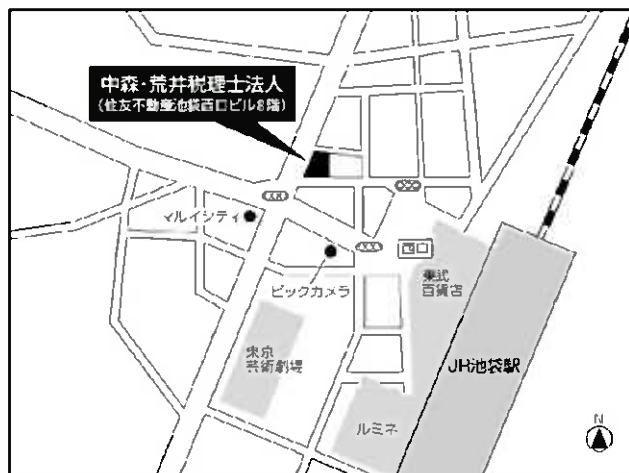 中森・荒井税理士法人
(住友不動産池袋西口ビル8階)
マルイシティ
西口
ビックカメラ
東武
百貨店
東京
芸術劇場
JR池袋駅
ルミネ
N